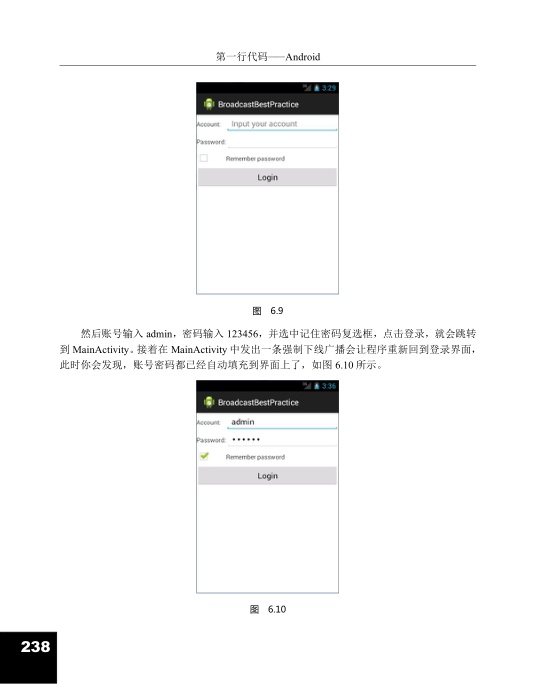 第一行代码——Android
3:29
BroadcastBestPractice
Account: Input your account
Password:
Remember password
Login
图 6.9
然后账号输入 admin，密码输入 123456，并选中记住密码复选框，点击登录，就会跳转
到 MainActivity。接着在 MainActivity 中发出一条强制下线广播会让程序重新回到登录界面，
此时你会发现，账号密码都已经自动填充到界面上了，如图 6.10 所示。
3:36
BroadcastBestPractice
Account: admin
Password: ••••••
Remember password
Login
图 6.10
238